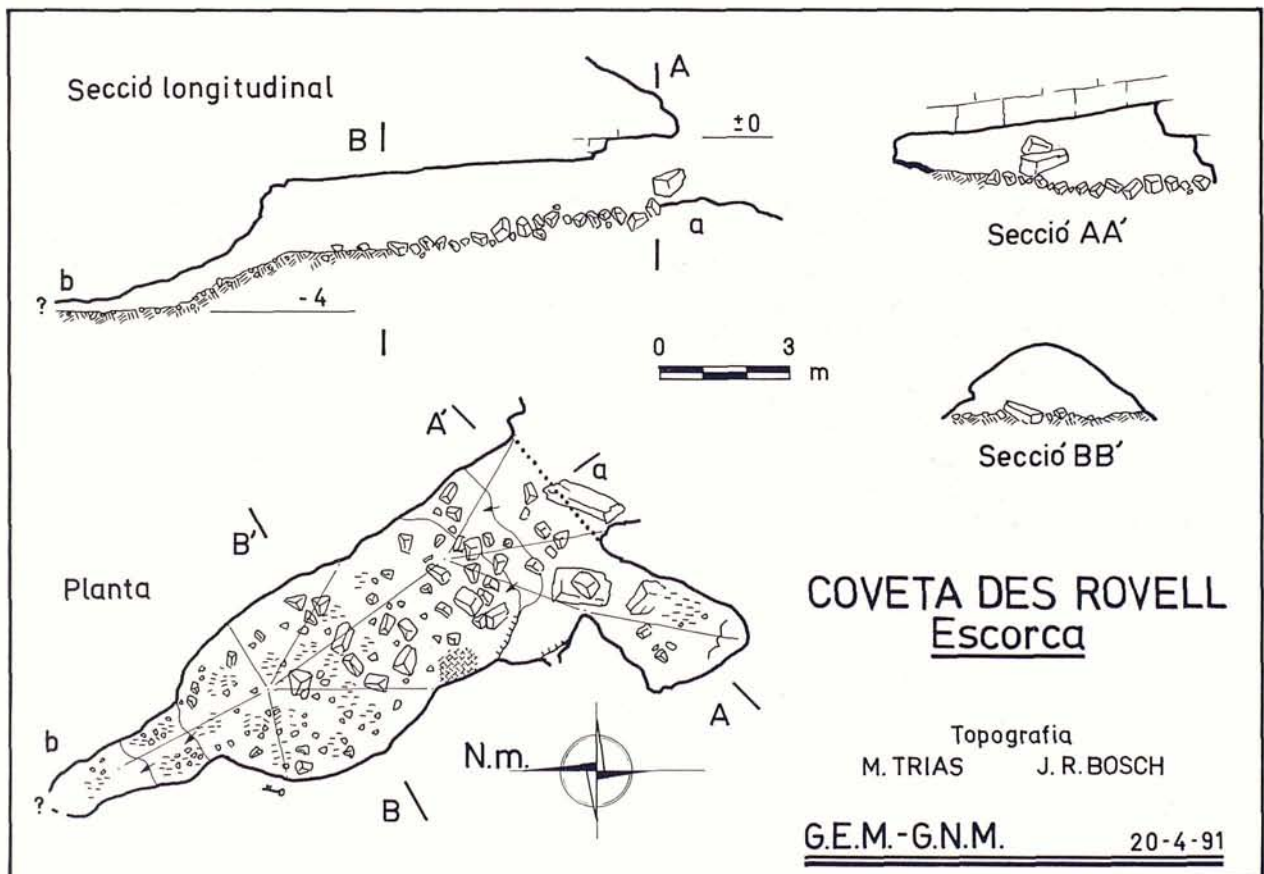 Secció longitudinal
A
B
±0
a
b
?
-4
0 3
m
Secció AA'
Secció BB'
Planta
A'
a
B'
b
?
A
B
N.m.
COVETA DES ROVELL
Escorca
Topografia
M. TRIAS J. R. BOSCH
G.E.M.-G.N.M. 20-4-91